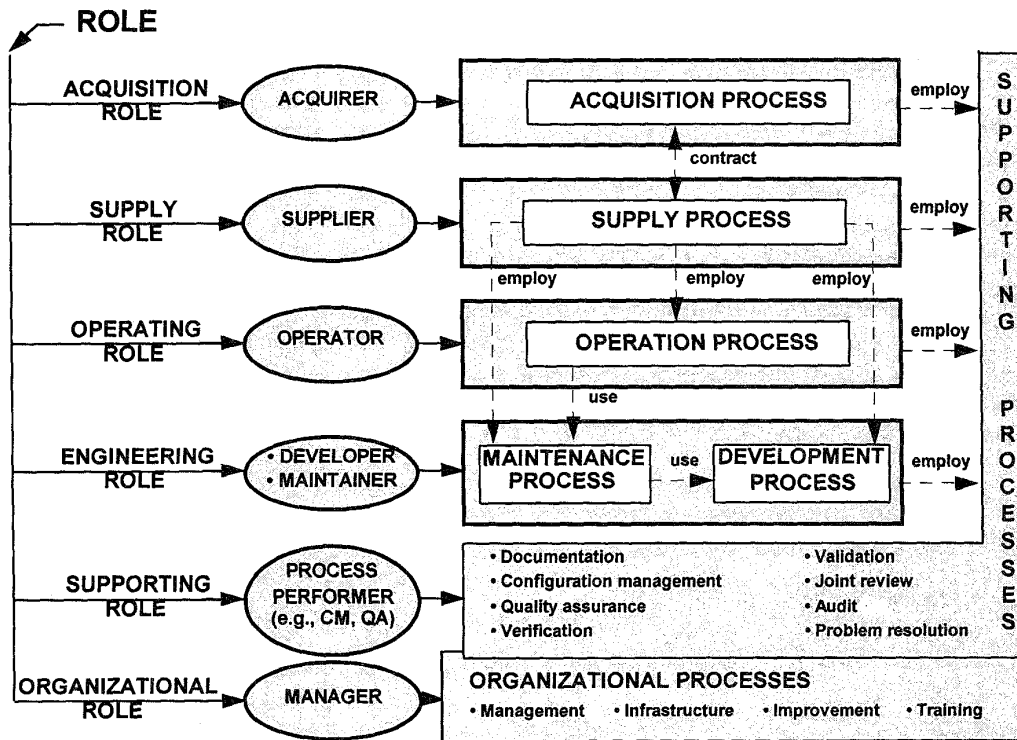 ROLE
ACQUISITION
ROLE
ACQUIRER
ACQUISITION PROCESS
employ
contract
SUPPLY
ROLE
SUPPLIER
SUPPLY PROCESS
employ
employ
employ
employ
OPERATING
ROLE
OPERATOR
OPERATION PROCESS
employ
use
ENGINEERING
ROLE
• DEVELOPER
• MAINTAINER
MAINTENANCE
PROCESS
use
DEVELOPMENT
PROCESS
employ
SUPPORTING PROCESSES
SUPPORTING
ROLE
PROCESS
PERFORMER
(e.g., CM, QA)
• Documentation
• Configuration management
• Quality assurance
• Verification
• Validation
• Joint review
• Audit
• Problem resolution
ORGANIZATIONAL
ROLE
MANAGER
ORGANIZATIONAL PROCESSES
• Management • Infrastructure • Improvement • Training